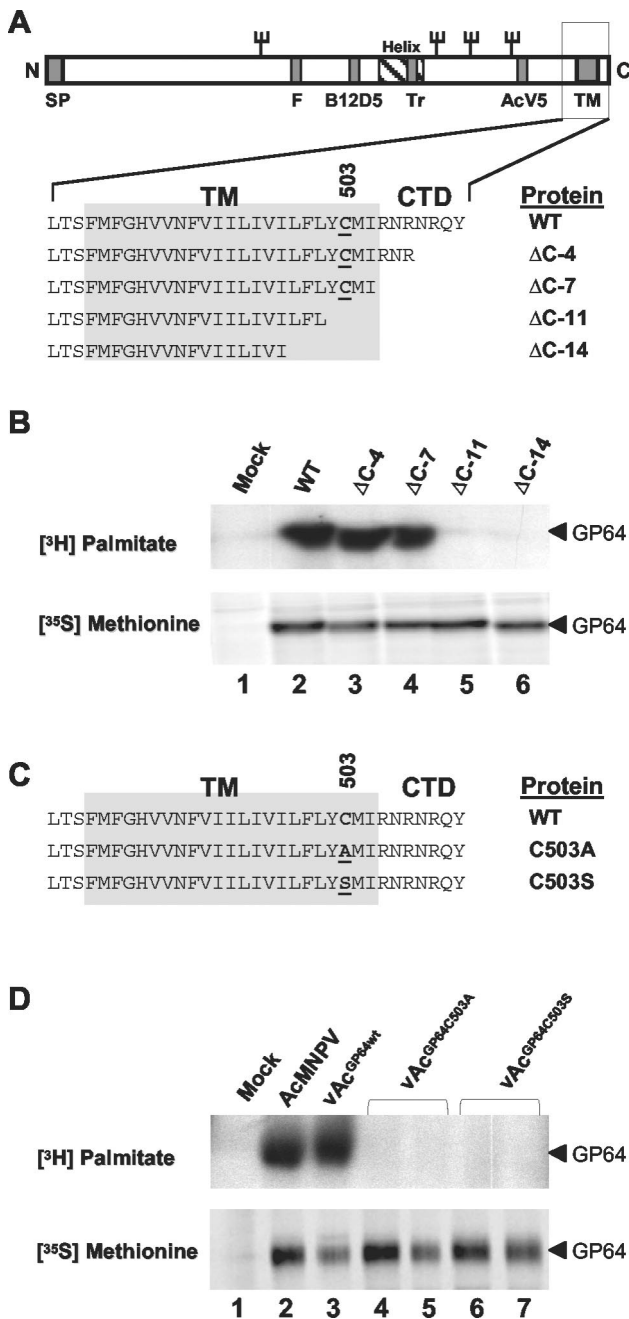 A
Helix
N
C
SP
F
B12D5
Tr
AcV5
TM
TM
503
CTD
Protein
LTSFMFGHVVNFVIILIVILFLYCMIRNRNRQY WT
LTSFMFGHVVNFVIILIVILFLYCMIRNR ΔC-4
LTSFMFGHVVNFVIILIVILFLYCMI ΔC-7
LTSFMFGHVVNFVIILIVILFL ΔC-11
LTSFMFGHVVNFVIILIVI ΔC-14
B
Mock WT ΔC-4 ΔC-7 ΔC-11 ΔC-14
[³H] Palmitate
GP64
[³⁵S] Methionine
GP64
1 2 3 4 5 6
C
TM
503
CTD
Protein
LTSFMFGHVVNFVIILIVILFLYCMIRNRNRQY WT
LTSFMFGHVVNFVIILIVILFLYAMIRNRNRQY C503A
LTSFMFGHVVNFVIILIVILFLYSMIRNRNRQY C503S
D
Mock AcMNPV vAcGP64wt vAcGP64C503A vAcGP64C503S
[³H] Palmitate
GP64
[³⁵S] Methionine
GP64
1 2 3 4 5 6 7